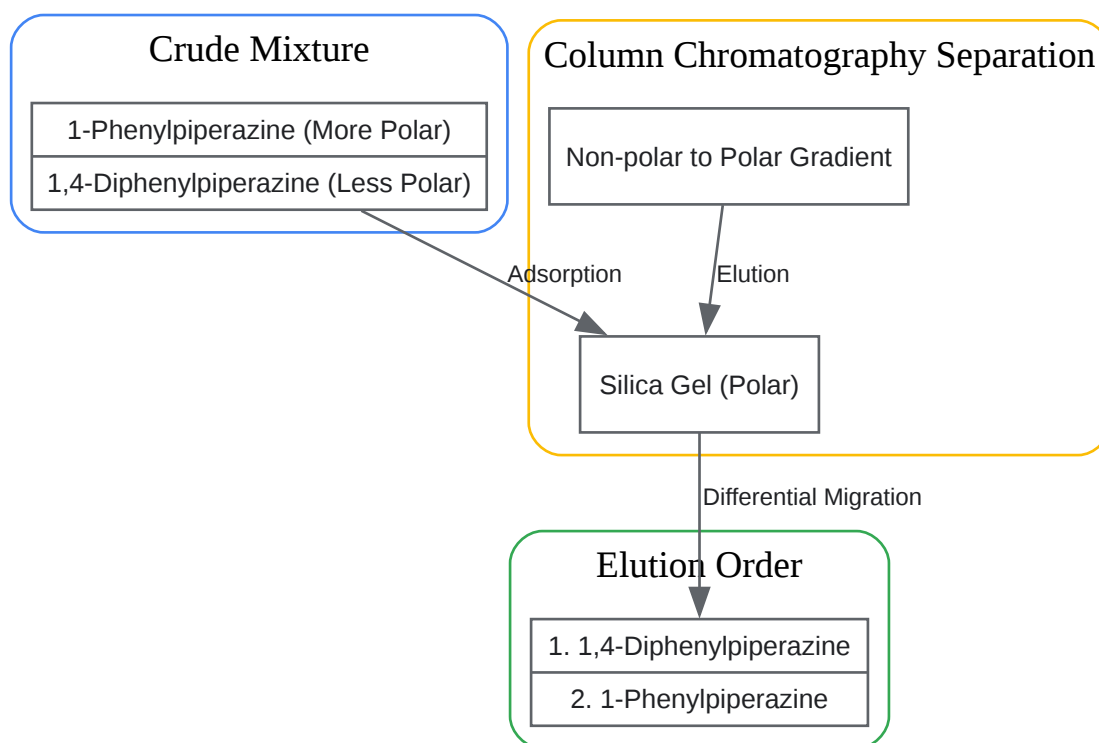 Crude Mixture
1-Phenylpiperazine (More Polar)
1,4-Diphenylpiperazine (Less Polar)
Column Chromatography Separation
Non-polar to Polar Gradient
Adsorption
Elution
Silica Gel (Polar)
Differential Migration
Elution Order
1. 1,4-Diphenylpiperazine
2. 1-Phenylpiperazine